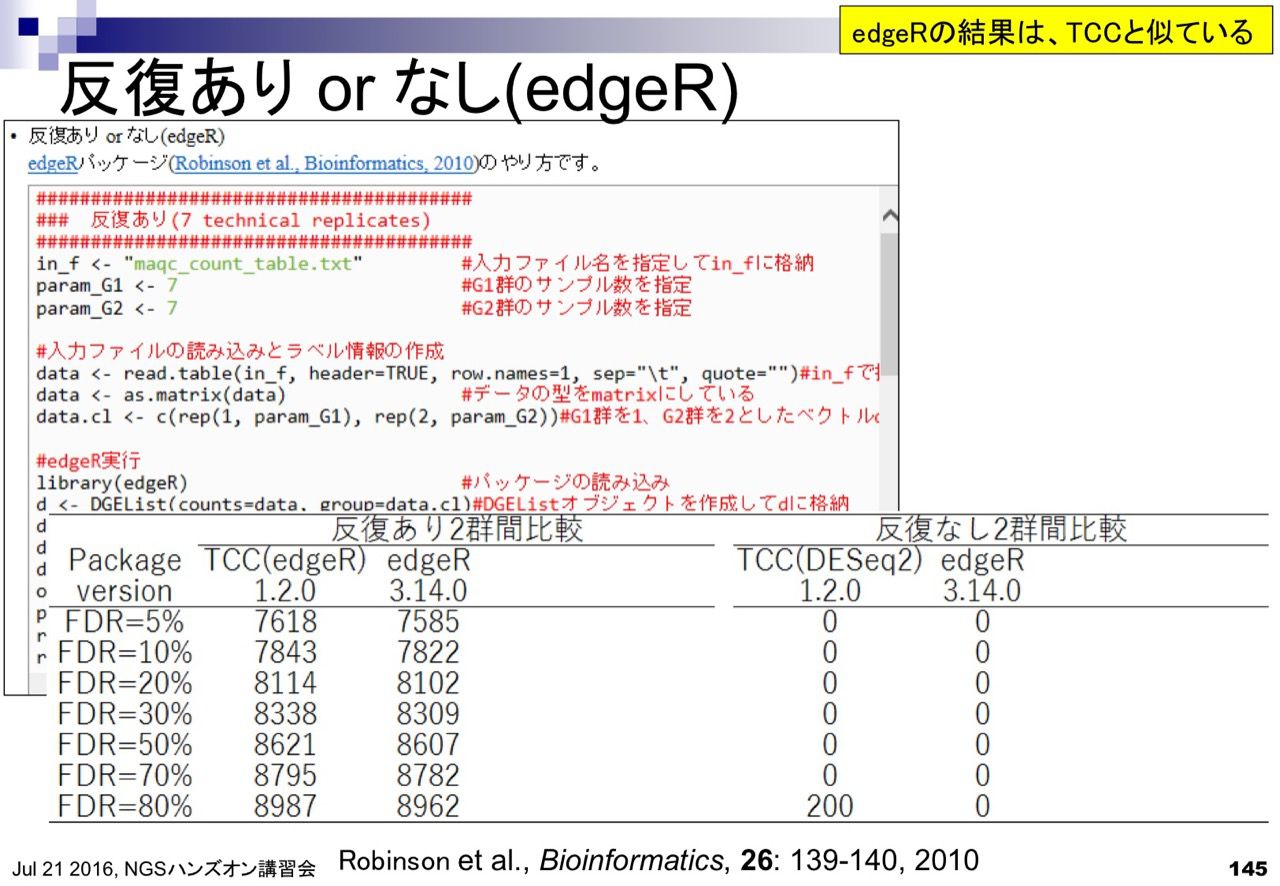 edgeRの結果は、TCCと似ている
反復あり or なし(edgeR)
• 反復あり or なし(edgeR)
edgeRパッケージ(Robinson et al., Bioinformatics, 2010)のやり方です。
########################################
### 反復あり(7 technical replicates)
########################################
in_f <- "maqc_count_table.txt" #入力ファイル名を指定してin_fに格納
param_G1 <- 7 #G1群のサンプル数を指定
param_G2 <- 7 #G2群のサンプル数を指定
#入力ファイルの読み込みとラベル情報の作成
data <- read.table(in_f, header=TRUE, row.names=1, sep="\t", quote="")#in_fで
data <- as.matrix(data) #データの型をmatrixにしている
data.cl <- c(rep(1, param_G1), rep(2, param_G2))#G1群を1、G2群を2としたベクトル
#edgeR実行
library(edgeR) #パッケージの読み込み
d <- DGEList(counts=data, group=data.cl)#DGEListオブジェクトを作成してdに格納
d
d
d
o
p
r
r
反復あり2群間比較 反復なし2群間比較
Package TCC(edgeR) edgeR TCC(DESeq2) edgeR
version 1.2.0 3.14.0 1.2.0 3.14.0
FDR=5% 7618 7585 0 0
FDR=10% 7843 7822 0 0
FDR=20% 8114 8102 0 0
FDR=30% 8338 8309 0 0
FDR=50% 8621 8607 0 0
FDR=70% 8795 8782 0 0
FDR=80% 8987 8962 200 0
Jul 21 2016, NGSハンズオン講習会
Robinson et al., Bioinformatics, 26: 139-140, 2010
145